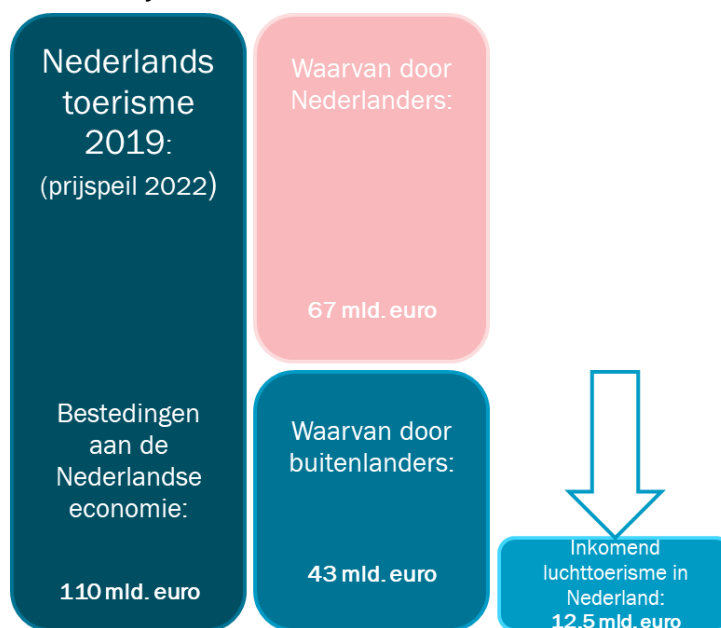 Nederlands
toerisme
2019:
(prijspeil 2022)
Bestedingen
aan de
Nederlandse
economie:
110 mld. euro
Waarvan door
Nederlanders:
67 mld. euro
Waarvan door
buitenlanders:
43 mld. euro
Inkomend
luchttoerisme in
Nederland:
12,5 mld. euro